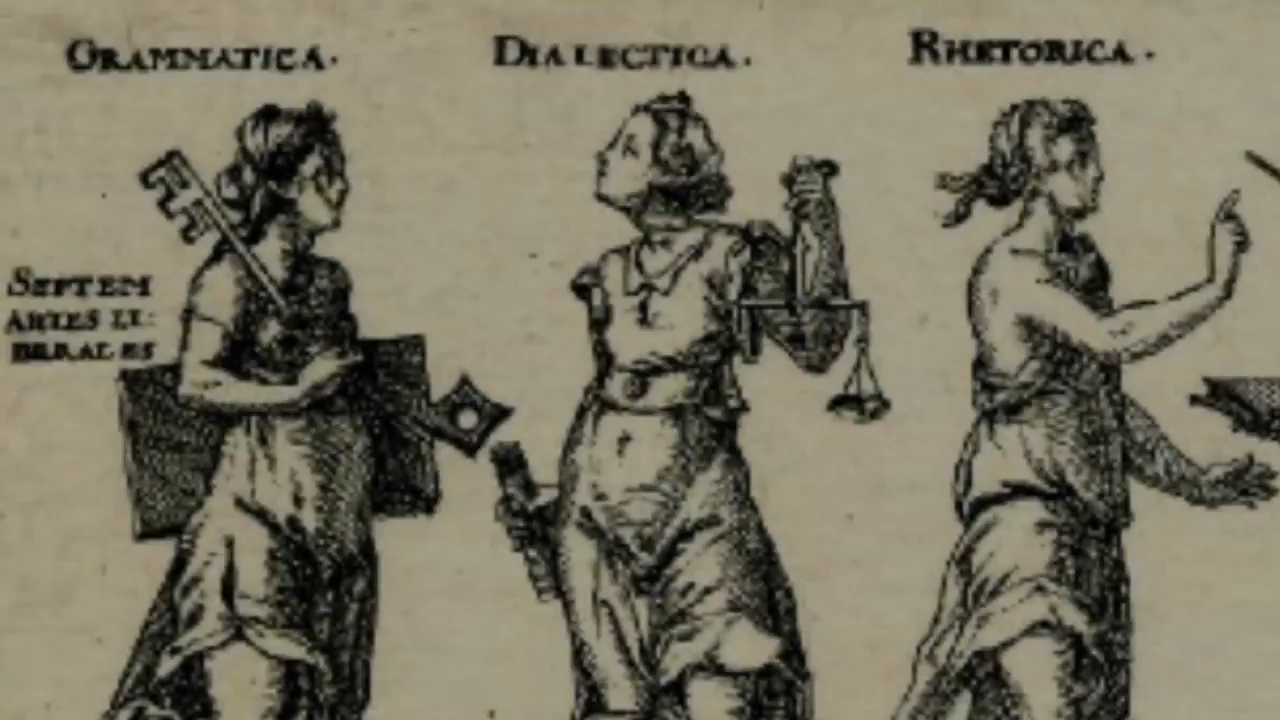 GRAMMATICA.
DIALECTICA.
RHETORICA.
SEPTEM
ARTES LI:
BERALES